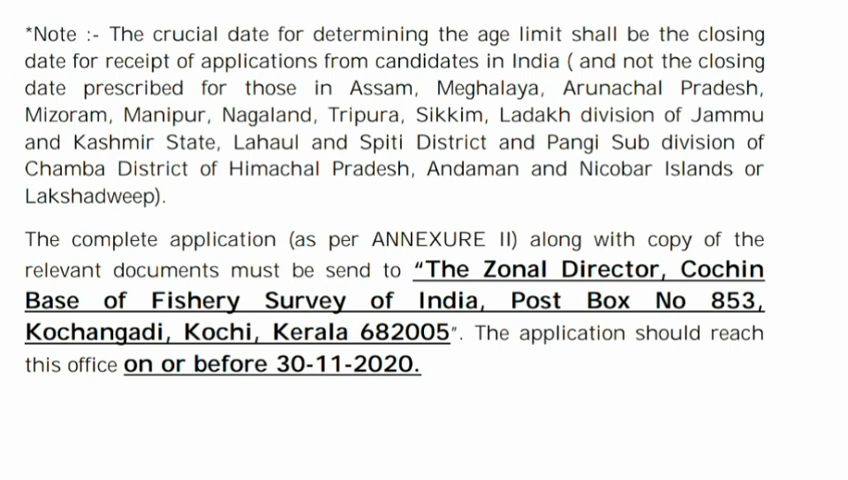 *Note :- The crucial date for determining the age limit shall be the closing
date for receipt of applications from candidates in India ( and not the closing
date prescribed for those in Assam, Meghalaya, Arunachal Pradesh,
Mizoram, Manipur, Nagaland, Tripura, Sikkim, Ladakh division of Jammu
and Kashmir State, Lahaul and Spiti District and Pangi Sub division of
Chamba District of Himachal Pradesh, Andaman and Nicobar Islands or
Lakshadweep).
The complete application (as per ANNEXURE II) along with copy of the
relevant documents must be send to “The Zonal Director, Cochin
Base of Fishery Survey of India, Post Box No 853,
Kochangadi, Kochi, Kerala 682005”. The application should reach
this office on or before 30-11-2020.